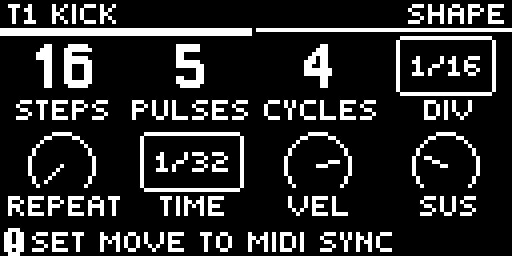 T1 KICK SHAPE
16 5 4 1/16
STEPS PULSES CYCLES DIV
1/32
REPEAT TIME VEL SUS
! SET MOVE TO MIDI SYNC